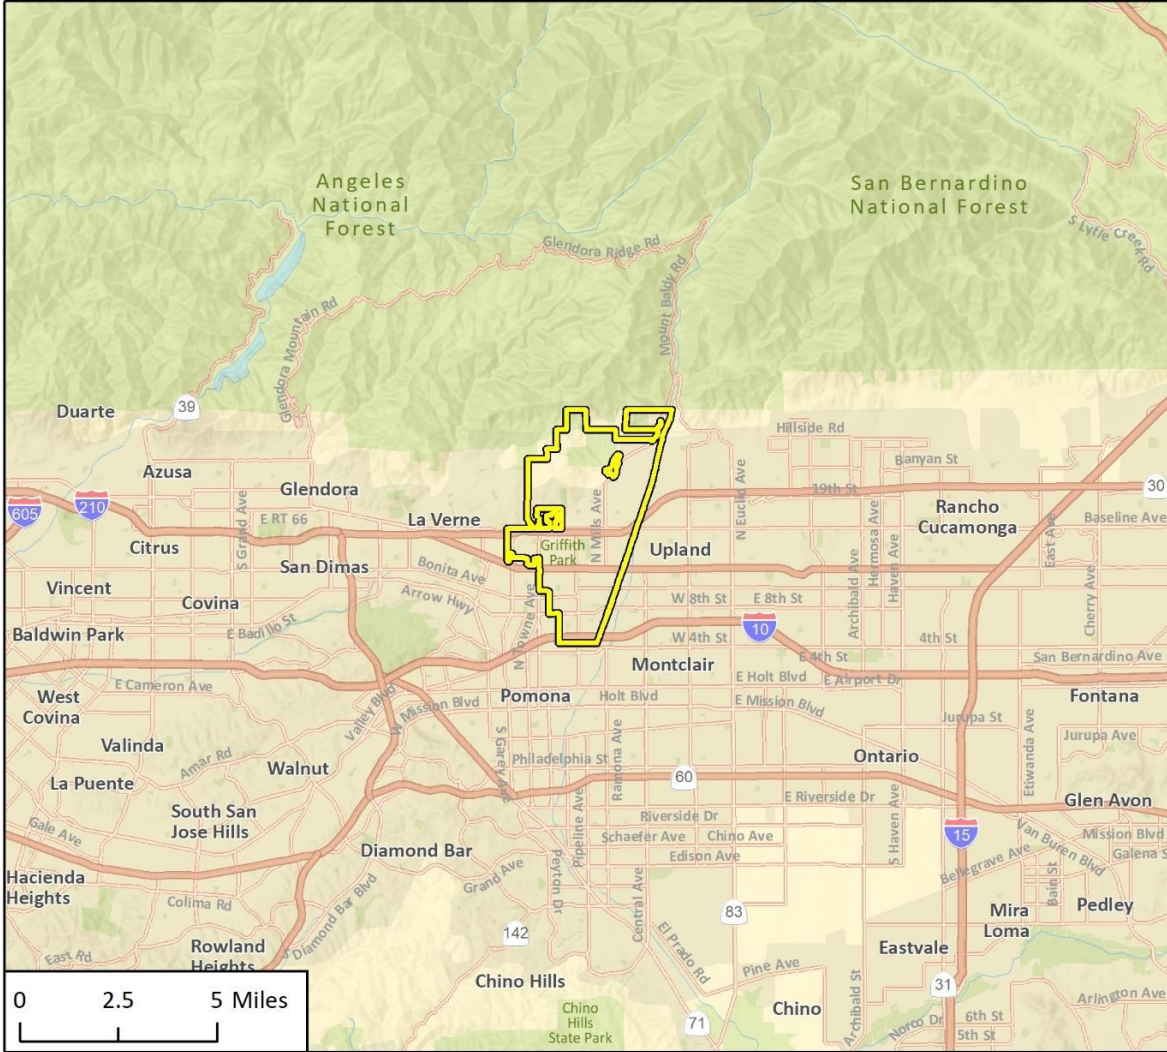 Angeles
National
Forest
San Bernardino
National Forest
Glendora Ridge Rd
S Lytle Creek Rd
Mount Baldy Rd
Glendora Mountain Rd
Duarte
39
Hillside Rd
Azusa
Banyan St
Glendora
19th St
30
605
210
S Grand Ave
E RT 66
La Verne
N Mills Ave
N Euclid Ave
Rancho
Cucamonga
Baseline Ave
Citrus
Griffith
Park
Upland
Hermosa Ave
Haven Ave
East Ave
San Dimas
Bonita Ave
Vincent
Arrow Hwy
W 8th St
E 8th St
Archibald Ave
Cherry Ave
Covina
N Towne Ave
10
Baldwin Park
E Badillo St
W 4th St
4th St
E 4th St
San Bernardino Ave
Montclair
E Cameron Ave
E Holt Blvd
E Airport Dr
West
Covina
Valley Blvd
W Mission Blvd
Pomona
Holt Blvd
E Mission Blvd
Fontana
Jurupa St
Valinda
Amar Rd
S Garey Ave
Ramona Ave
Etiwanda Ave
Jurupa Ave
Philadelphia St
Ontario
La Puente
Walnut
60
E Riverside Dr
Glen Avon
South San
Jose Hills
Pipeline Ave
Riverside Dr
S Haven Ave
Gale Ave
Schaefer Ave
Chino Ave
15
Van Buren Blvd
Mission Blvd
Diamond Bar
Edison Ave
Bellegrave Ave
Galena S
Hacienda
Heights
Grand Ave
Peyton Dr
Bain St
Colima Rd
Diamond Bar Blvd
Central Ave
83
Mira
Loma
Pedley
142
El Prado Rd
East Rd
Rowland
Heights
S
Eastvale
Pine Ave
Chino Hills
31
Archibald St
Arlington Ave
Chino
Hills
State Park
Chino
71
Norco Dr
6th St
5th St
0
2.5
5 Miles